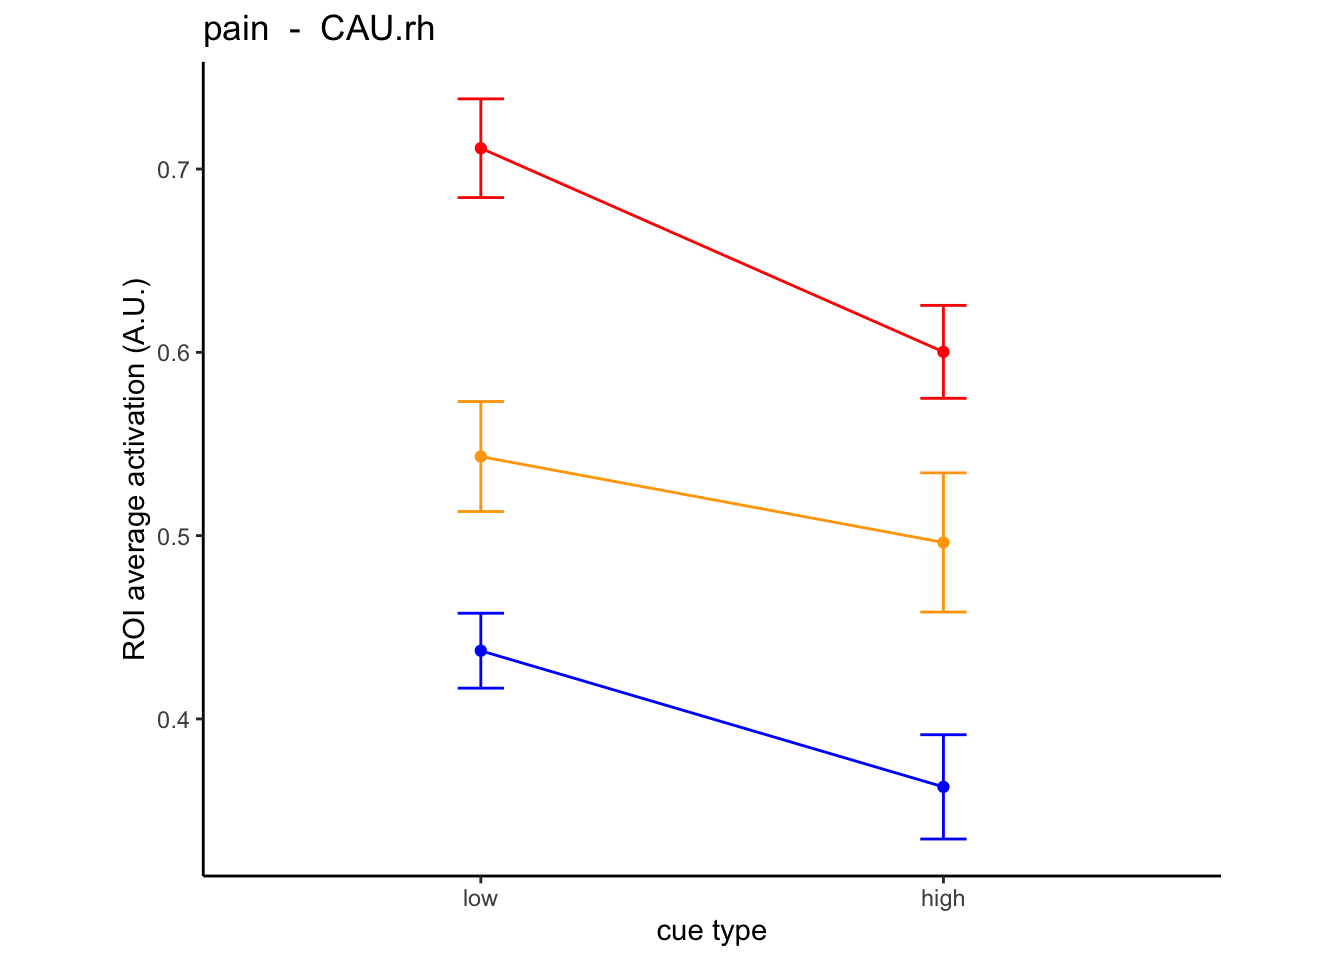 pain - CAU.rh
ROI average activation (A.U.)
0.7
0.6
0.5
0.4
low high
cue type